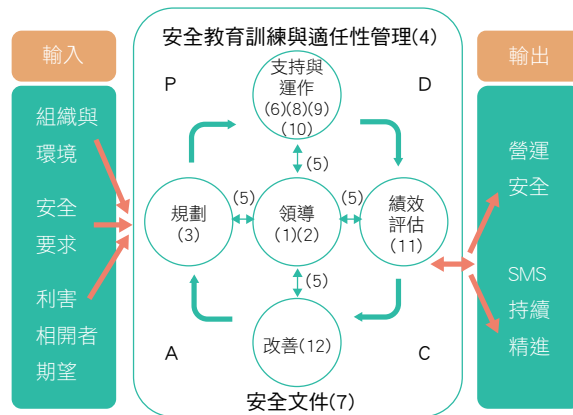 安全教育訓練與適任性管理(4)
輸入
輸出
組織與
環境
安全
要求
利害
相開者
期望
P
D
支持與
運作
(6)(8)(9)
(10)
(5)
規劃
(3)
(5)
領導
(1)(2)
(5)
績效
評估
(11)
(5)
改善(12)
A
C
安全文件(7)
營運
安全
SMS
持續
精進